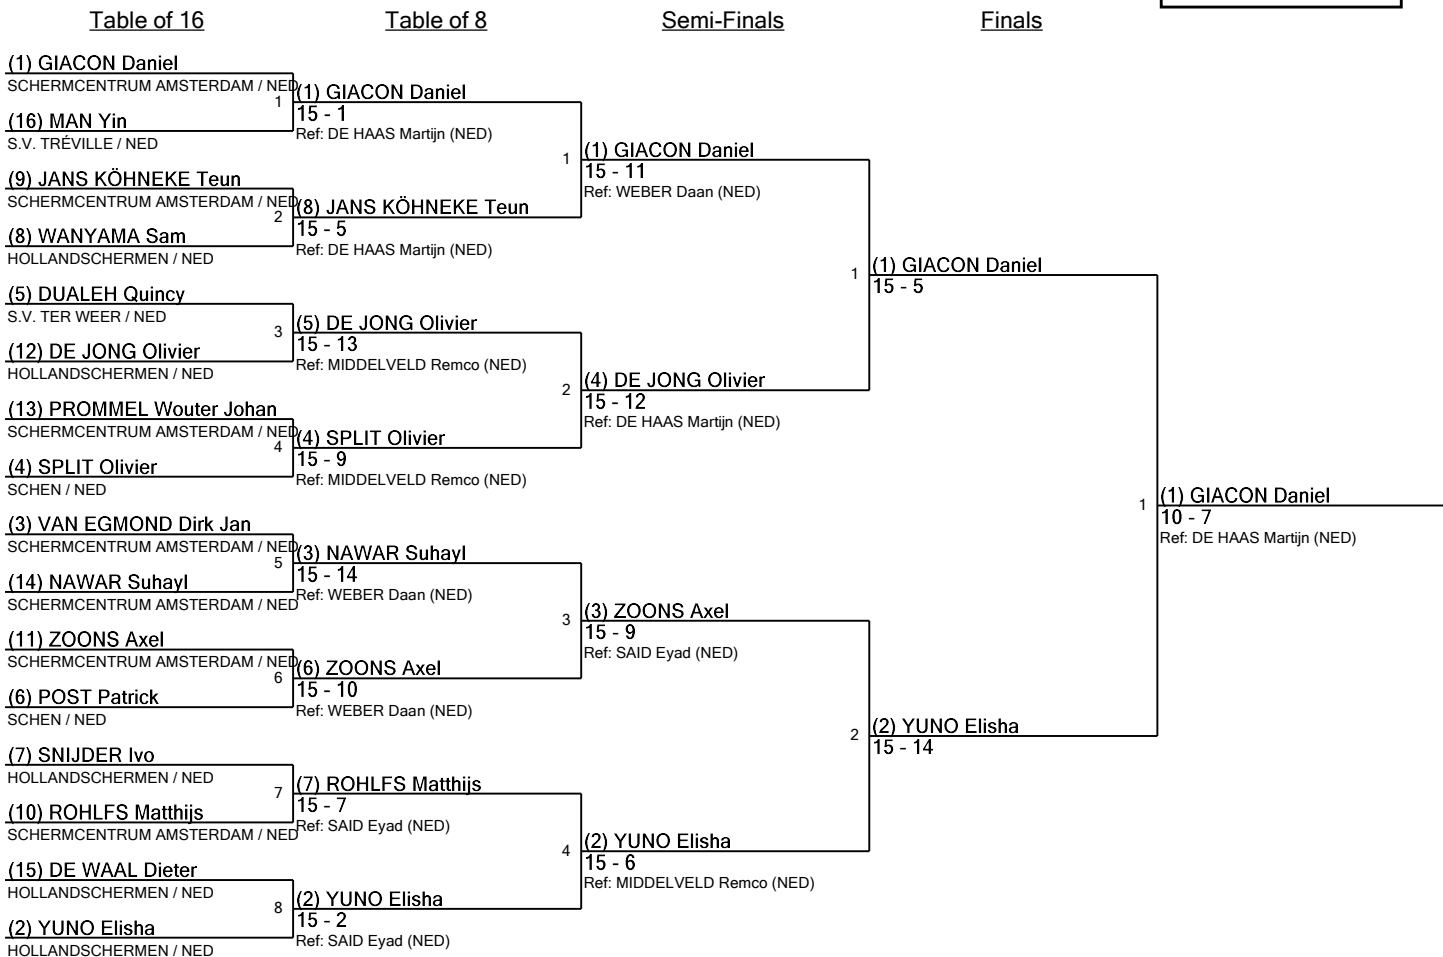 Table of 16
Table of 8
Semi-Finals
Finals
(1) GIACON Daniel
SCHERMCENTRUM AMSTERDAM / NED
1
(16) MAN Yin
S.V. TRÉVILLE / NED
(9) JANS KÖHNEKE Teun
SCHERMCENTRUM AMSTERDAM / NED
2
(8) WANYAMA Sam
HOLLANDSCHERMEN / NED
(5) DUALEH Quincy
S.V. TER WEER / NED
3
(12) DE JONG Olivier
HOLLANDSCHERMEN / NED
(13) PROMMEL Wouter Johan
SCHERMCENTRUM AMSTERDAM / NED
4
(4) SPLIT Olivier
SCHEN / NED
(3) VAN EGMOND Dirk Jan
SCHERMCENTRUM AMSTERDAM / NED
5
(14) NAWAR Suhayl
SCHERMCENTRUM AMSTERDAM / NED
(11) ZOONS Axel
SCHERMCENTRUM AMSTERDAM / NED
6
(6) POST Patrick
SCHEN / NED
(7) SNIJDER Ivo
HOLLANDSCHERMEN / NED
7
(10) ROHLFS Matthijs
SCHERMCENTRUM AMSTERDAM / NED
(15) DE WAAL Dieter
HOLLANDSCHERMEN / NED
8
(2) YUNO Elisha
HOLLANDSCHERMEN / NED
(1) GIACON Daniel
15 - 1
Ref: DE HAAS Martijn (NED)
1
(8) JANS KÖHNEKE Teun
15 - 5
Ref: DE HAAS Martijn (NED)
(5) DE JONG Olivier
15 - 13
Ref: MIDDELVELD Remco (NED)
2
(4) SPLIT Olivier
15 - 9
Ref: MIDDELVELD Remco (NED)
(3) NAWAR Suhayl
15 - 14
Ref: WEBER Daan (NED)
3
(6) ZOONS Axel
15 - 10
Ref: WEBER Daan (NED)
(7) ROHLFS Matthijs
15 - 7
Ref: SAID Eyad (NED)
4
(2) YUNO Elisha
15 - 2
Ref: SAID Eyad (NED)
(1) GIACON Daniel
15 - 11
Ref: WEBER Daan (NED)
1
(4) DE JONG Olivier
15 - 12
Ref: DE HAAS Martijn (NED)
(3) ZOONS Axel
15 - 9
Ref: SAID Eyad (NED)
2
(2) YUNO Elisha
15 - 6
Ref: MIDDELVELD Remco (NED)
(1) GIACON Daniel
15 - 5
1
(2) YUNO Elisha
15 - 14
(1) GIACON Daniel
10 - 7
Ref: DE HAAS Martijn (NED)